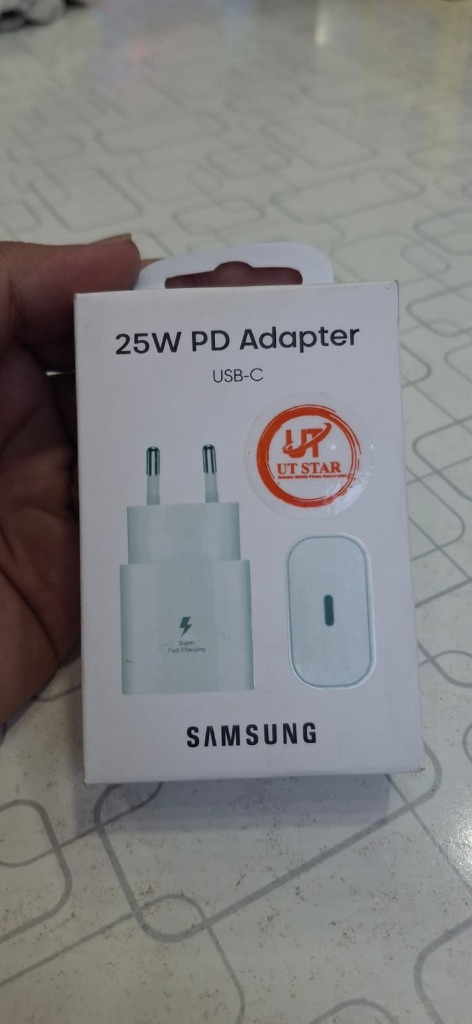 25W PD Adapter
USB-C
UT
UT STAR
Super
Fast Charging
SAMSUNG